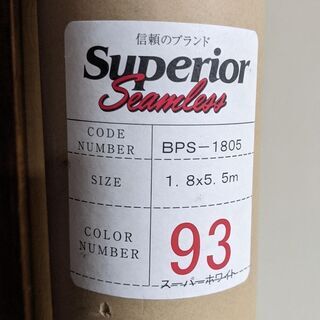 信頼のブランド
Superior
Seamless
CODE NUMBER BPS-1805
SIZE 1.8x5.5m
COLOR NUMBER 93
スーパーホワイト